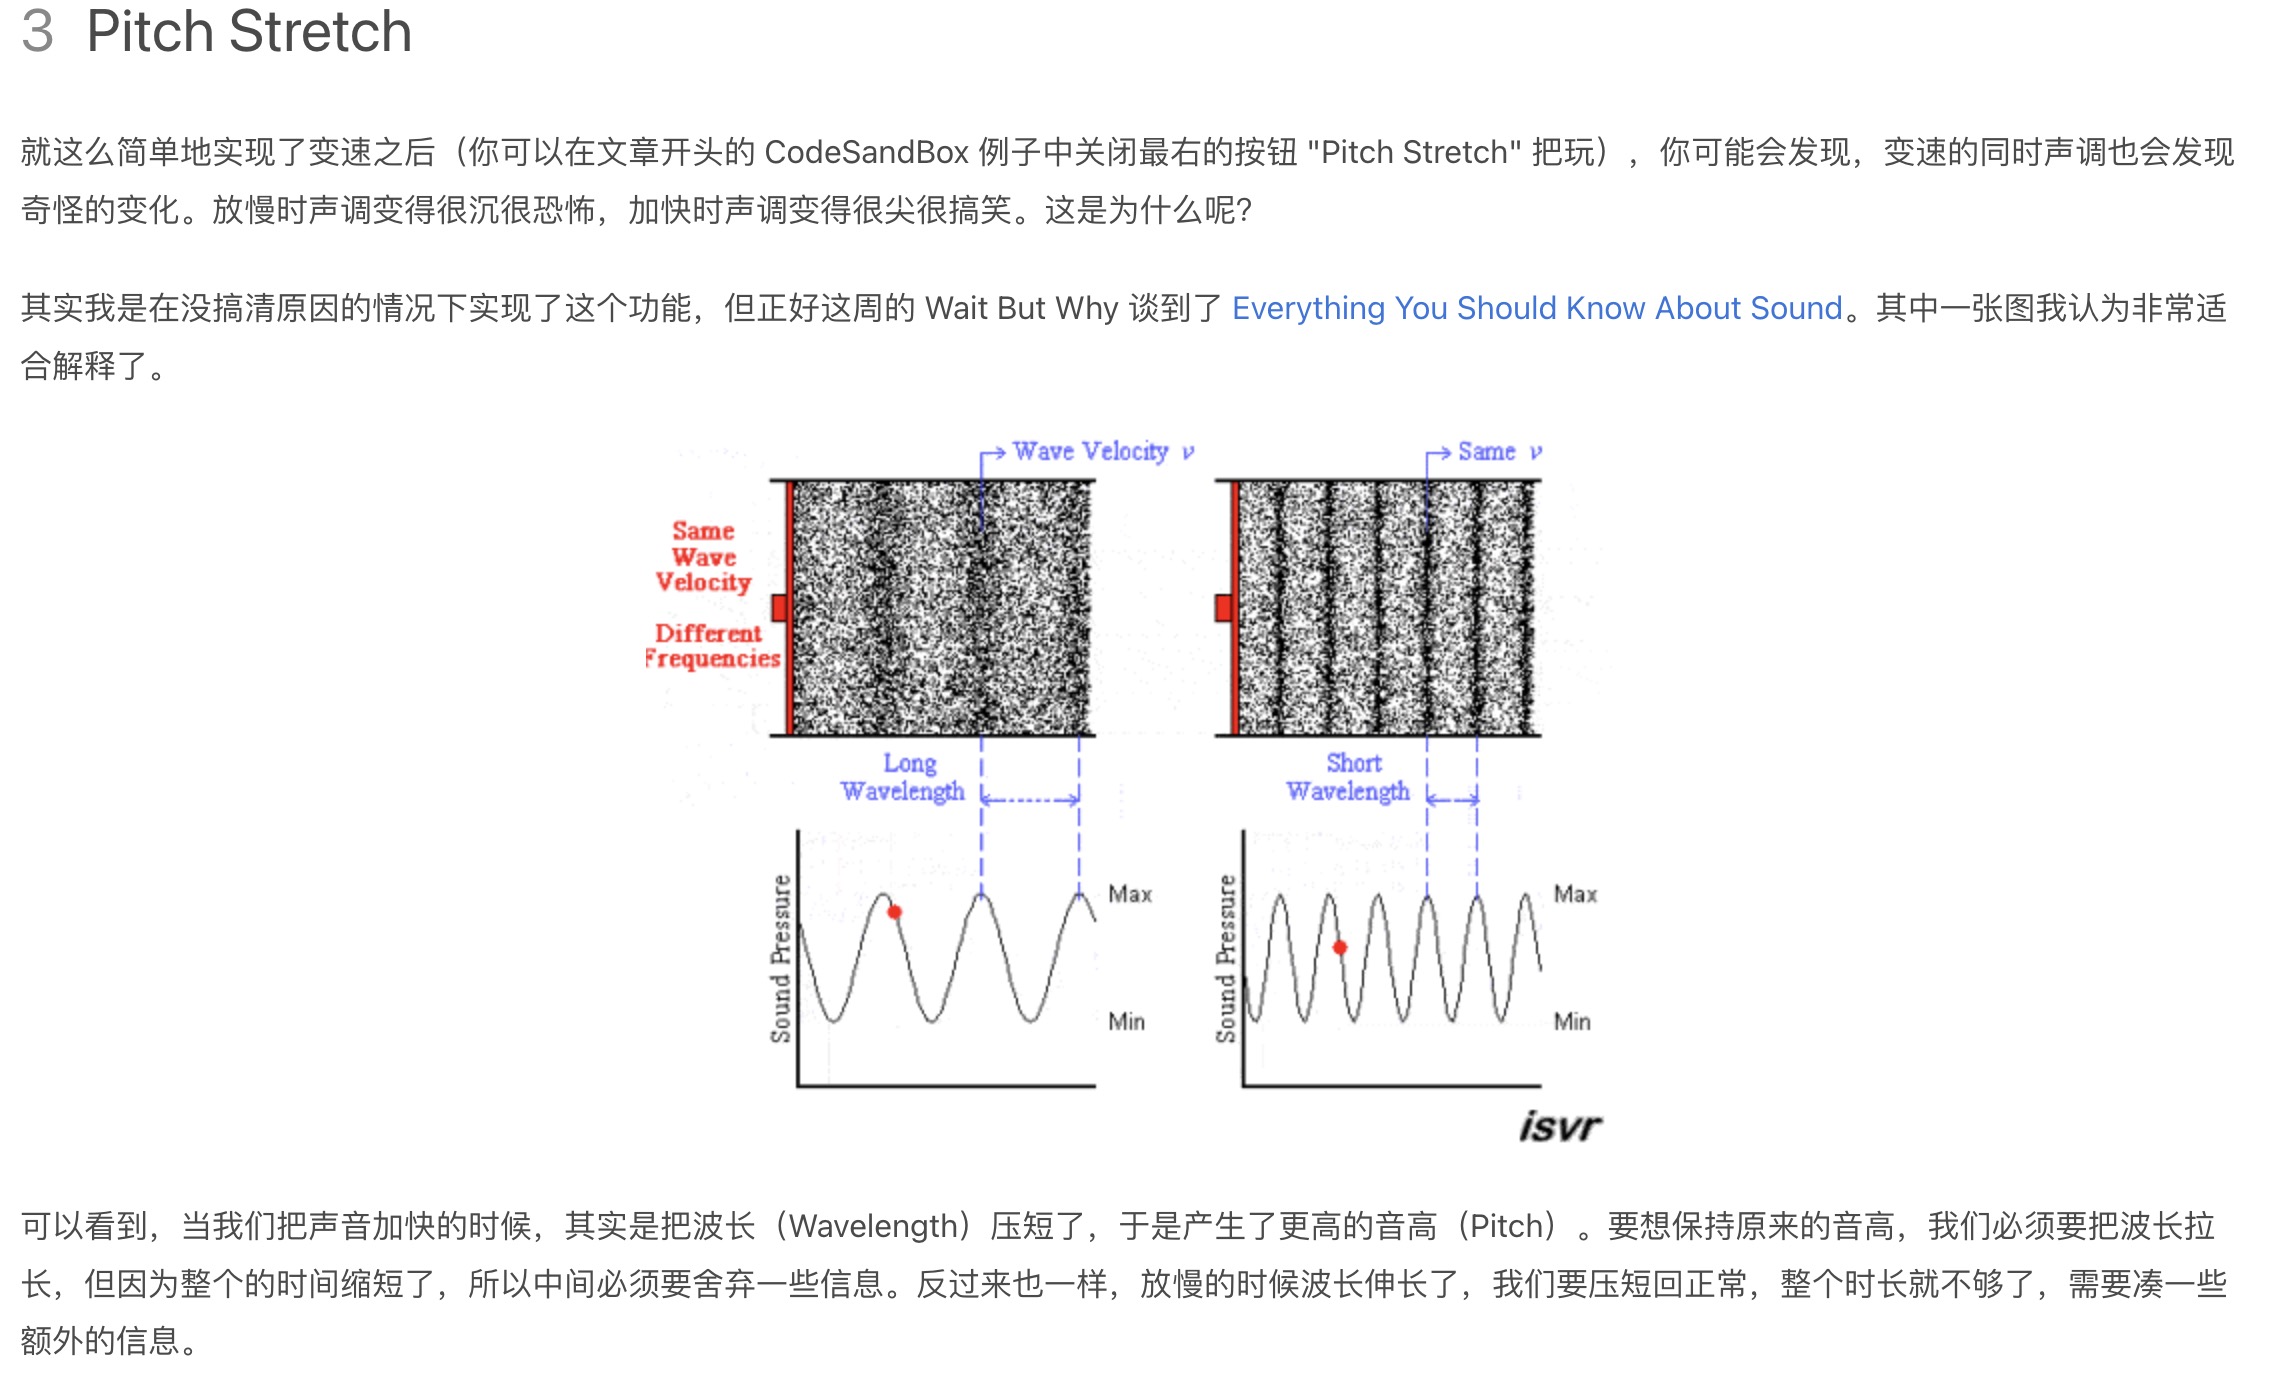 3 Pitch Stretch
就这么简单地实现了变速之后（你可以在文章开头的 CodeSandBox 例子中关闭最右的按钮 "Pitch Stretch" 把玩），你可能会发现，变速的同时声调也会发现
奇怪的变化。放慢时声调变得很沉很恐怖，加快时声调变得很尖很搞笑。这是为什么呢？
其实我是在没搞清原因的情况下实现了这个功能，但正好这周的 Wait But Why 谈到了 Everything You Should Know About Sound。其中一张图我认为非常适
合解释了。
Wave Velocity v
Same v
Same
Wave
Velocity
Different
Frequencies
Long
Wavelength
Short
Wavelength
Sound Pressure
Max
Min
Sound Pressure
Max
Min
isvr
可以看到，当我们把声音加快的时候，其实是把波长（Wavelength）压短了，于是产生了更高的音高（Pitch）。要想保持原来的音高，我们必须要把波长拉
长，但因为整个的时间缩短了，所以中间必须要舍弃一些信息。反过来也一样，放慢的时候波长伸长了，我们要压短回正常，整个时长就不够了，需要凑一些
额外的信息。